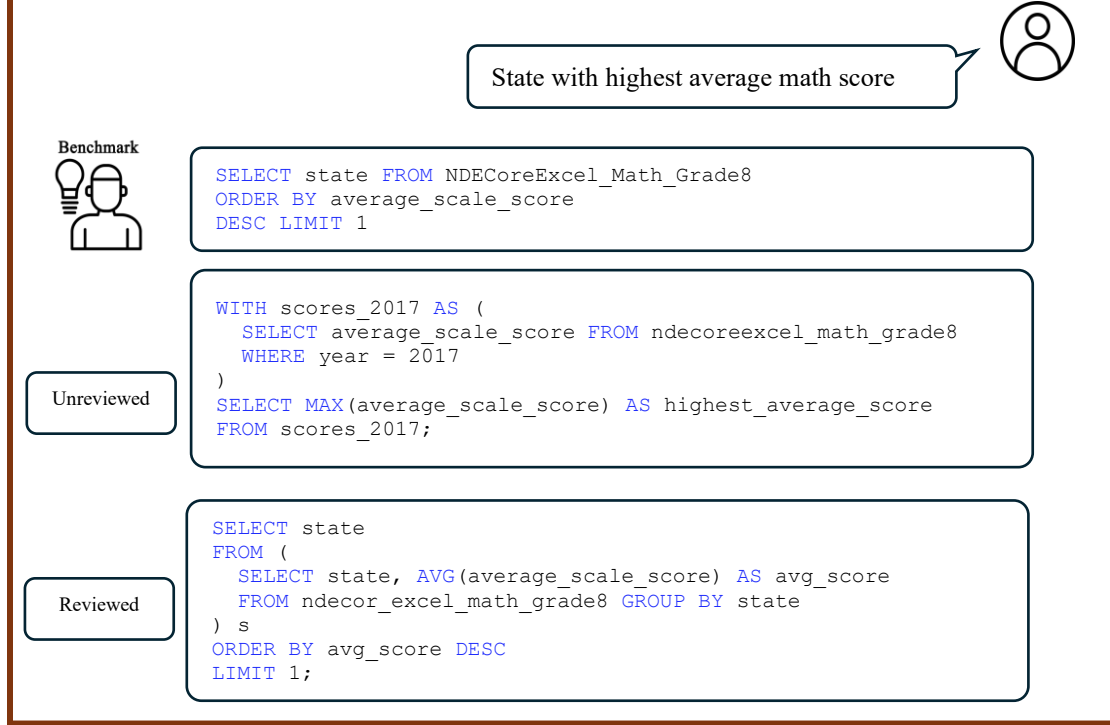 State with highest average math score
Benchmark
SELECT state FROM NDECoreExcel_Math_Grade8
ORDER BY average_scale_score
DESC LIMIT 1
WITH scores_2017 AS (
SELECT average_scale_score FROM ndecoreexcel_math_grade8
WHERE year = 2017
)
Unreviewed
SELECT MAX(average_scale_score) AS highest_average_score
FROM scores_2017;
SELECT state
FROM (
SELECT state, AVG(average_scale_score) AS avg_score
Reviewed
FROM ndecor_excel_math_grade8 GROUP BY state
) s
ORDER BY avg_score DESC
LIMIT 1;